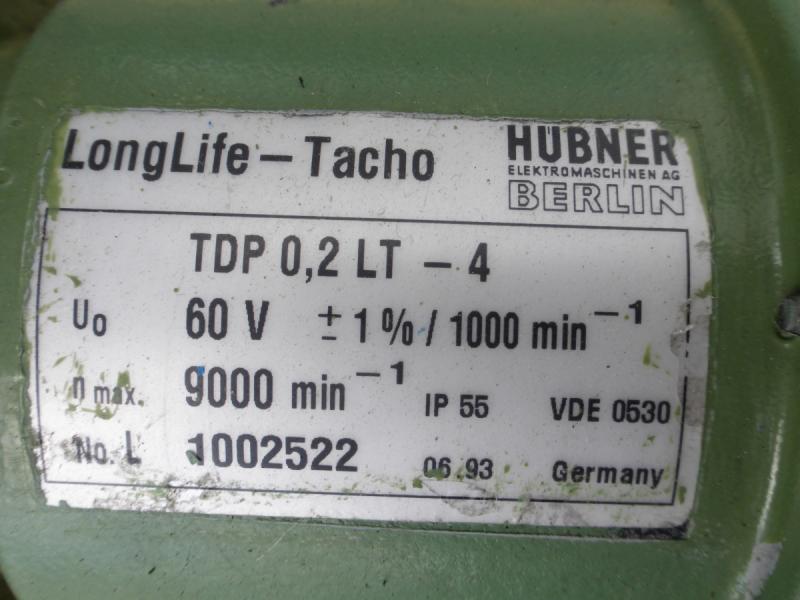 LongLife – Tacho
HÜBNER
ELEKTROMASCHINEN AG
BERLIN
TDP 0,2 LT – 4
U₀ 60 V ± 1 % / 1000 min⁻¹
n max. 9000 min⁻¹ IP 55 VDE 0530
No. L 1002522 06.93 Germany